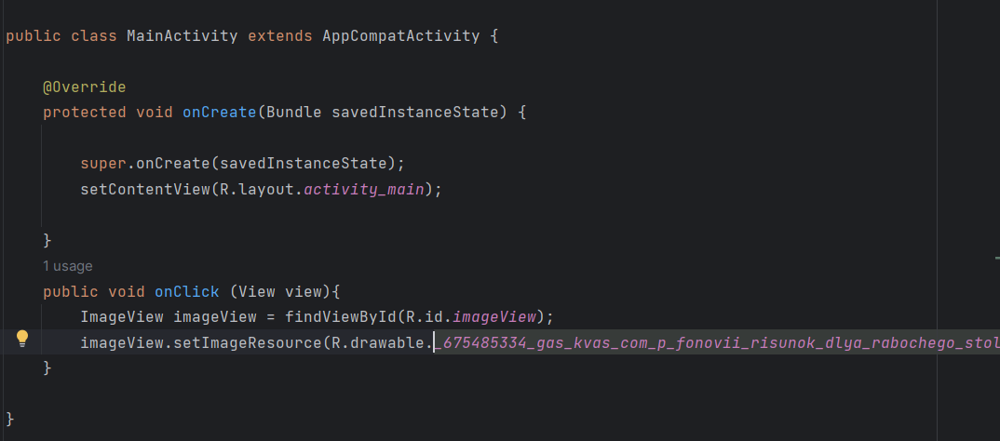 public class MainActivity extends AppCompatActivity {
@Override
protected void onCreate(Bundle savedInstanceState) {
super.onCreate(savedInstanceState);
setContentView(R.layout.activity_main);
}
1 usage
public void onClick (View view){
ImageView imageView = findViewById(R.id.imageView);
imageView.setImageResource(R.drawable._675485334_gas_kvas_com_p_fonovii_risunok_dlya_rabochego_stol
}
}